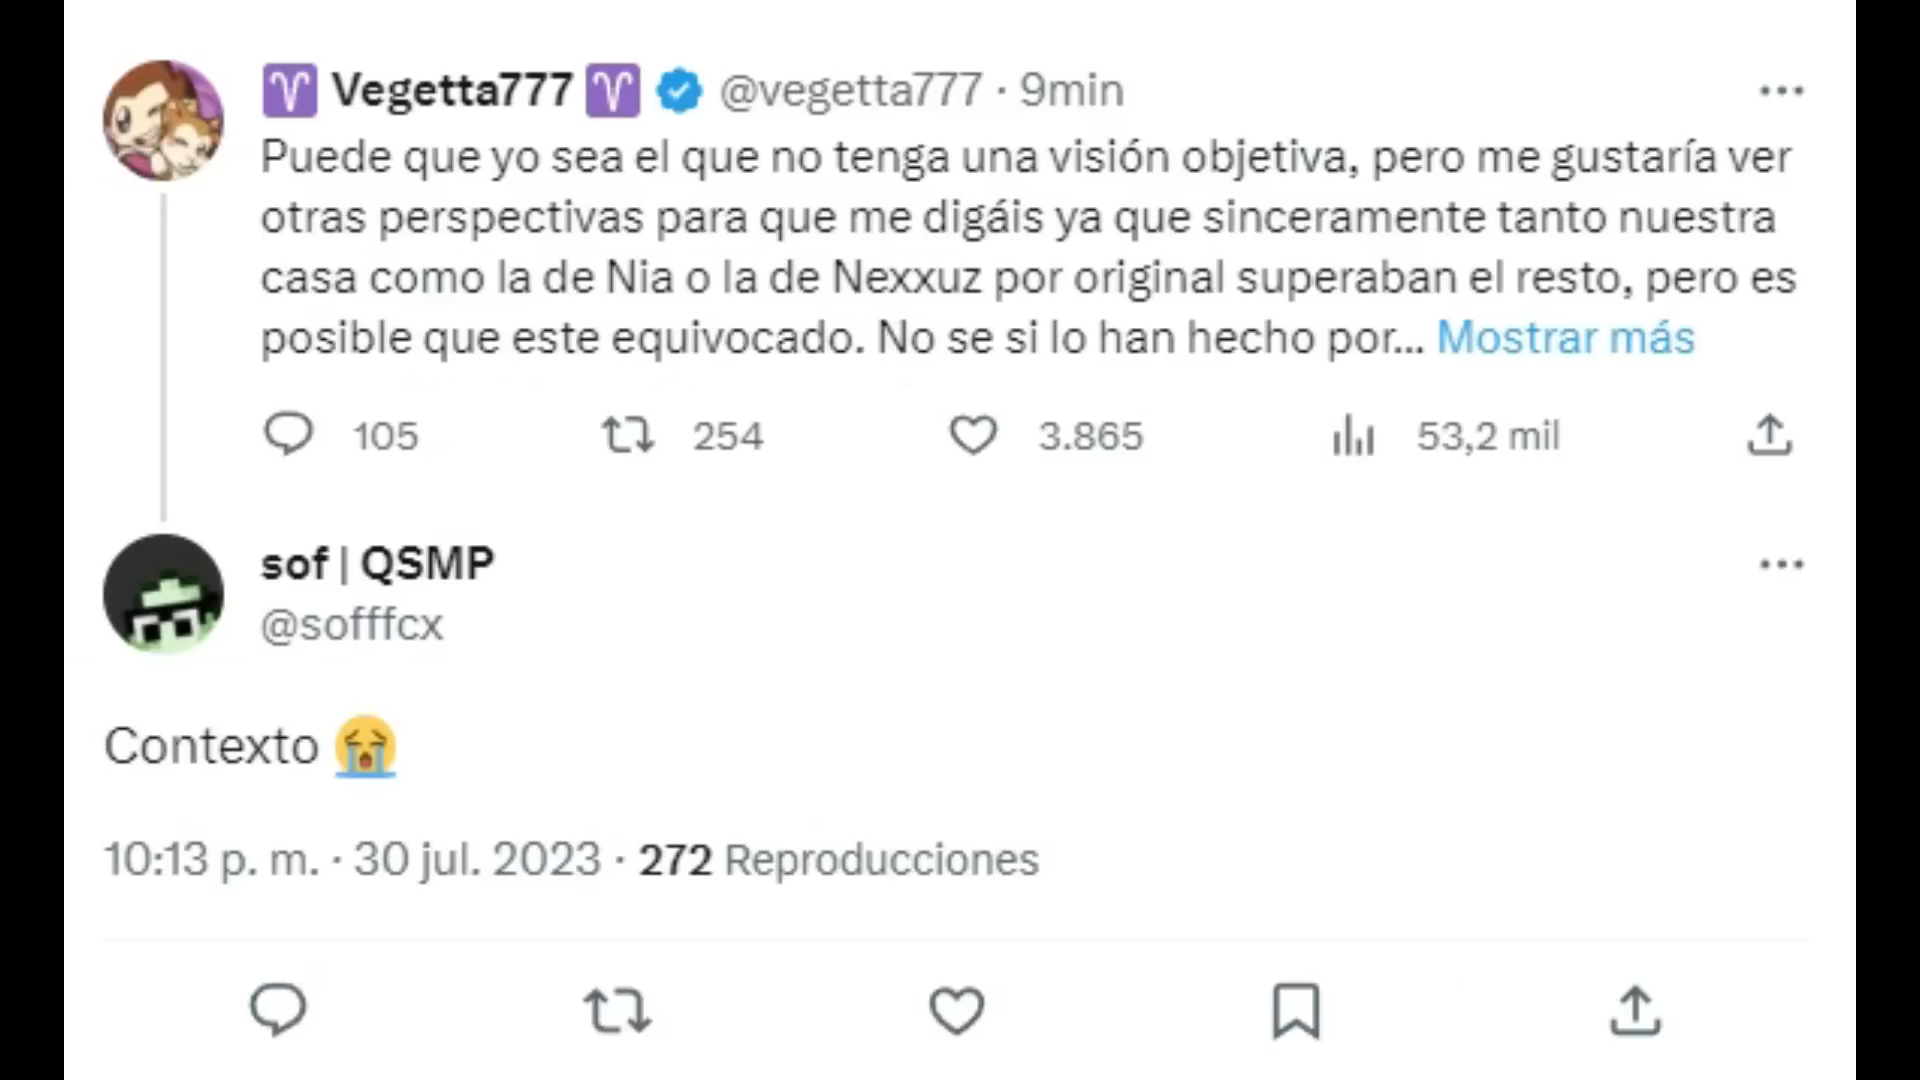 ♈ Vegetta777 ♈ @vegetta777 · 9min
Puede que yo sea el que no tenga una visión objetiva, pero me gustaría ver
otras perspectivas para que me digáis ya que sinceramente tanto nuestra
casa como la de Nia o la de Nexxuz por original superaban el resto, pero es
posible que este equivocado. No se si lo han hecho por... Mostrar más
105 254 3.865 53,2 mil
sof | QSMP
@sofffcx
Contexto 😭
10:13 p. m. · 30 jul. 2023 · 272 Reproducciones